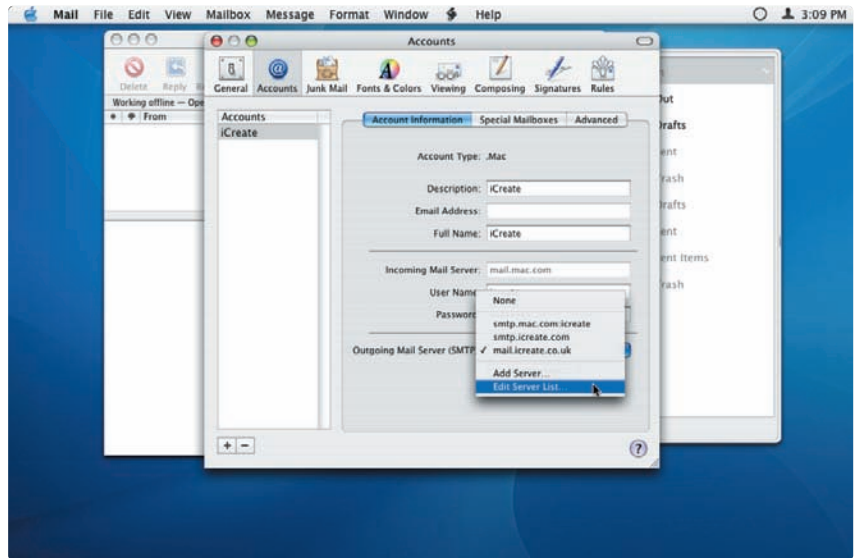 Mail File Edit View Mailbox Message Format Window Help 3:09 PM
Accounts
Delete Reply
General Accounts Junk Mail Fonts & Colors Viewing Composing Signatures Rules
Working offline — Ope
From
Accounts
iCreate
Account Information Special Mailboxes Advanced
Account Type: .Mac
Description: iCreate
Email Address:
Full Name: iCreate
Incoming Mail Server: mail.mac.com
User Name
Password
Outgoing Mail Server (SMTP
None
smtp.mac.com:icreate
smtp.icreate.com
✓ mail.icreate.co.uk
Add Server...
Edit Server List...
+ −
?
Out
Drafts
ent
rash
Drafts
ent
ent Items
rash